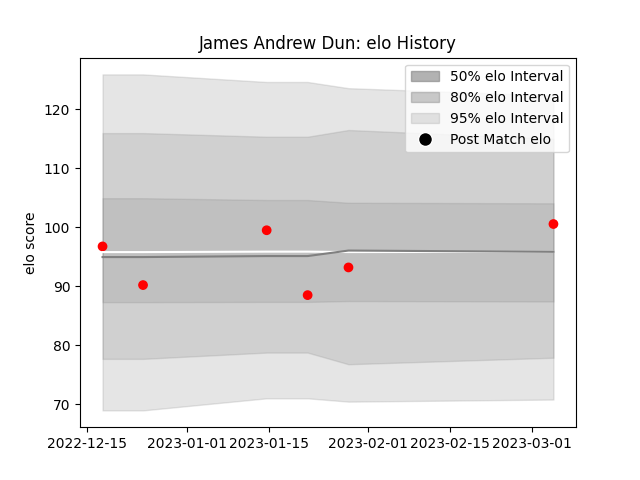 James Andrew Dun: elo History
50% elo Interval
80% elo Interval
95% elo Interval
Post Match elo
elo score
120
110
100
90
80
70
2022-12-15 2023-01-01 2023-01-15 2023-02-01 2023-02-15 2023-03-01